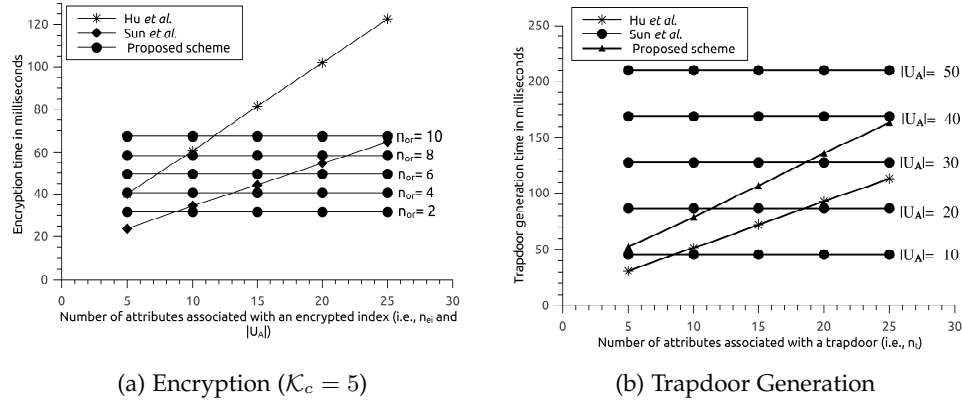 Hu et al.
Sun et al.
Proposed scheme
Encryption time in milliseconds
120
100
80
60
40
20
0
n_or = 10
n_or = 8
n_or = 6
n_or = 4
n_or = 2
0 5 10 15 20 25 30
Number of attributes associated with an encrypted index (i.e., n_ei and
|U_A|)
(a) Encryption (𝒦_c = 5)
Hu et al.
Sun et al.
Proposed scheme
Trapdoor generation time in milliseconds
250
200
150
100
50
0
|U_A|= 50
|U_A|= 40
|U_A|= 30
|U_A|= 20
|U_A|= 10
0 5 10 15 20 25 30
Number of attributes associated with a trapdoor (i.e., n_t)
(b) Trapdoor Generation